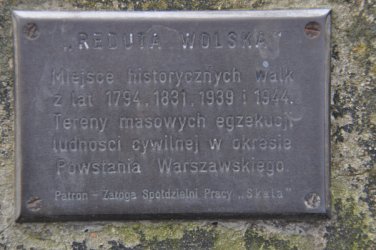 „REDUTA WOLSKA”
Miejsce historycznych walk
z lat 1794, 1831, 1939 i 1944.
Tereny masowych egzekucji
ludności cywilnej w okresie
Powstania Warszawskiego
Patron – Załoga Spółdzielni Pracy „Skała”